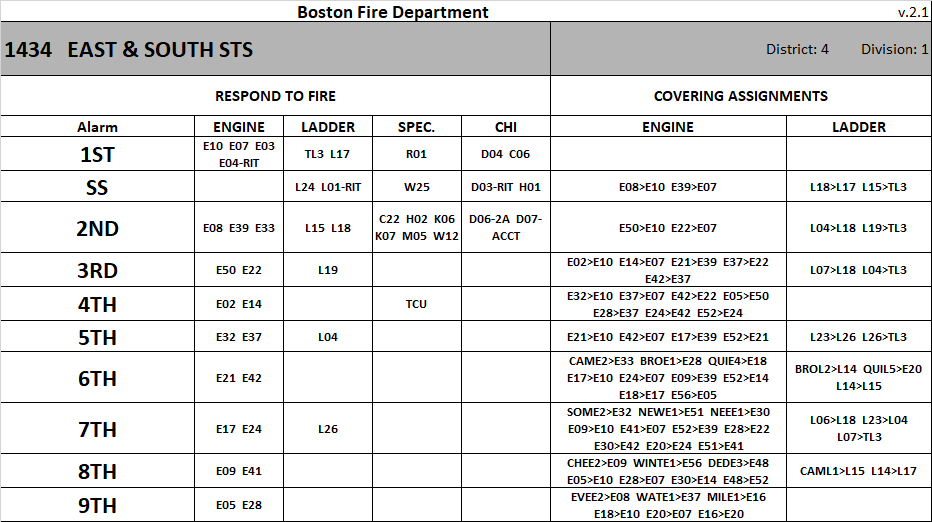 Boston Fire Department v.2.1
1434 EAST & SOUTH STS District: 4 Division: 1
RESPOND TO FIRE COVERING ASSIGNMENTS
Alarm ENGINE LADDER SPEC. CHI ENGINE LADDER
1ST
E10 E07 E03
E04-RIT
TL3 L17
R01
D04 C06
SS
L24 L01-RIT
W25
D03-RIT H01
E08>E10 E39>E07
L18>L17 L15>TL3
2ND
E08 E39 E33
L15 L18
C22 H02 K06
K07 M05 W12
D06-2A D07-
ACCT
E50>E10 E22>E07
L04>L18 L19>TL3
3RD
E50 E22
L19
E02>E10 E14>E07 E21>E39 E37>E22
E42>E37
L07>L18 L04>TL3
4TH
E02 E14
TCU
E32>E10 E37>E07 E42>E22 E05>E50
E28>E37 E24>E42 E52>E24
5TH
E32 E37
L04
E21>E10 E42>E07 E17>E39 E52>E21
L23>L26 L26>TL3
6TH
E21 E42
CAME2>E33 BROE1>E28 QUIE4>E18
E17>E10 E24>E07 E09>E39 E52>E14
E18>E17 E56>E05
BROL2>L14 QUIL5>E20
L14>L15
7TH
E17 E24
L26
SOME2>E32 NEWE1>E51 NEEE1>E30
E09>E10 E41>E07 E52>E39 E28>E22
E30>E42 E20>E24 E51>E41
L06>L18 L23>L04
L07>TL3
8TH
E09 E41
CHEE2>E09 WINTE1>E56 DEDE3>E48
E05>E10 E28>E07 E30>E14 E48>E52
CAML1>L15 L14>L17
9TH
E05 E28
EVEE2>E08 WATE1>E37 MILE1>E16
E18>E10 E20>E07 E16>E20